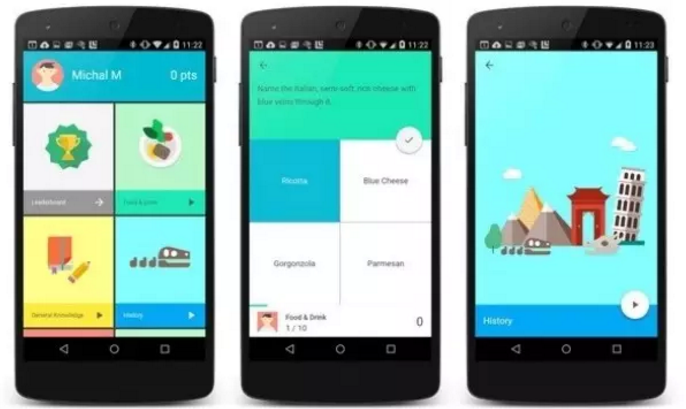 11:22
Michal M
0 pts
Leaderboard
Food & Drink
General Knowledge
History
11:22
Name the Italian, semi-soft, rich cheese with
blue veins through it.
Ricotta
Blue Cheese
Gorgonzola
Parmesan
Food & Drink
1 / 10
0
11:23
History